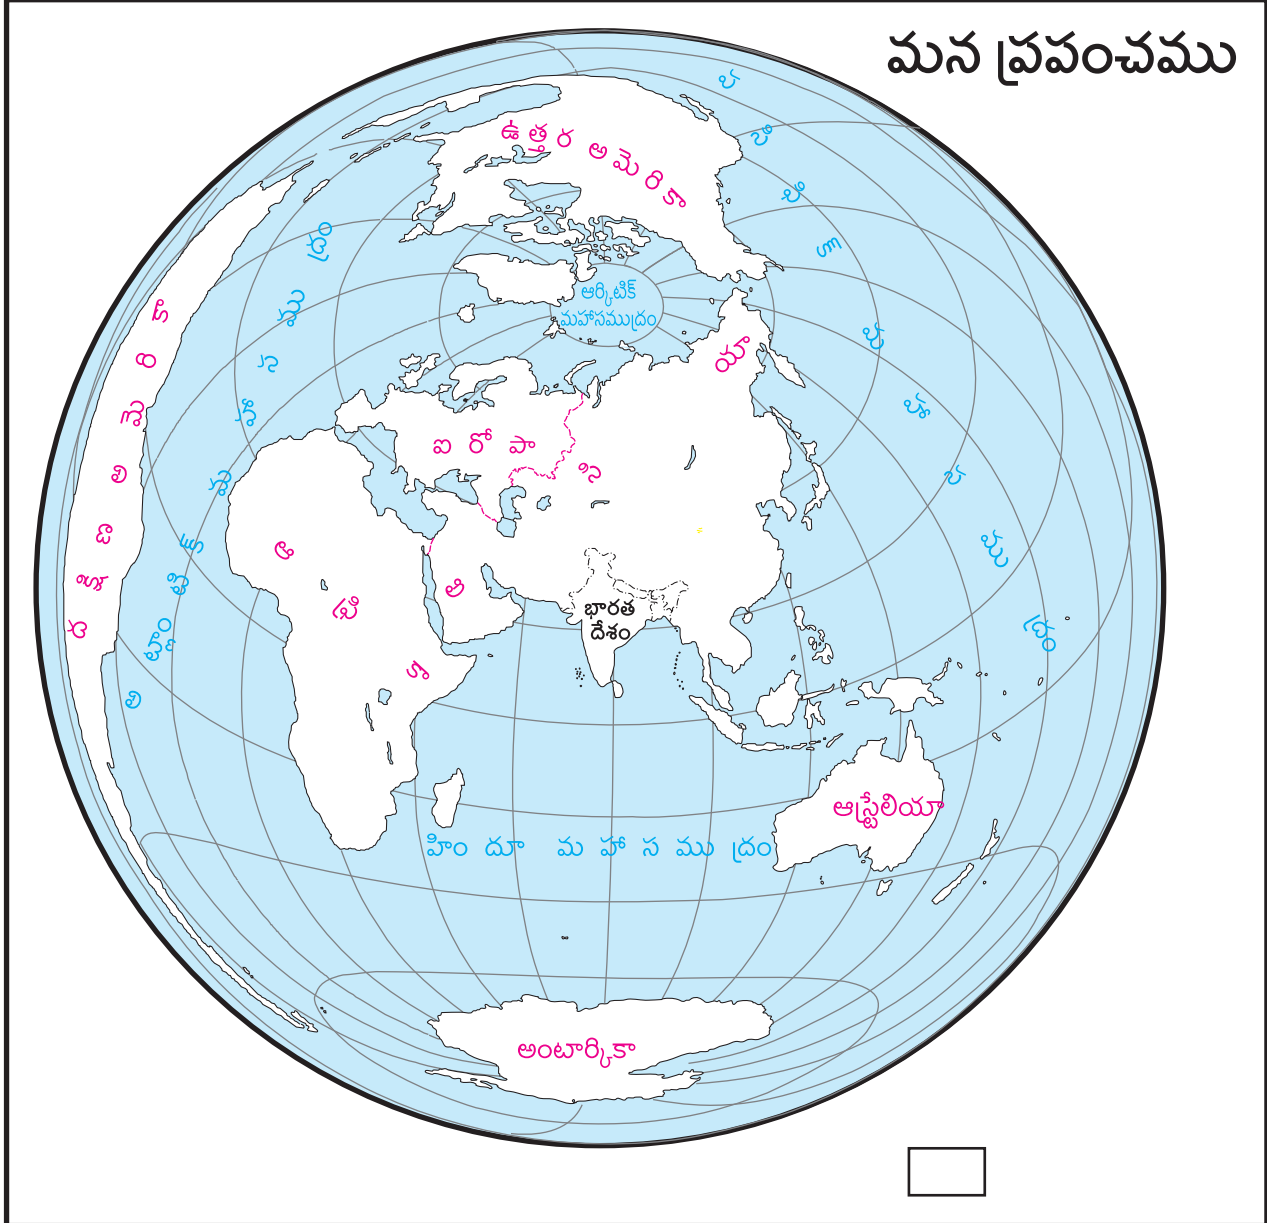 మన ప్రపంచము
ఉత్తర అమెరికా
పసిఫిక్ మహా సముద్రం
ఆర్కిటిక్
మహాసముద్రం
దక్షిణ అమెరికా
అట్లాంటిక్ మహాసముద్రం
ఐరోపా
ఆసియా
ఆఫ్రికా
భారత
దేశం
ఆస్ట్రేలియా
హిందూ మహాసముద్రం
అంటార్కికా